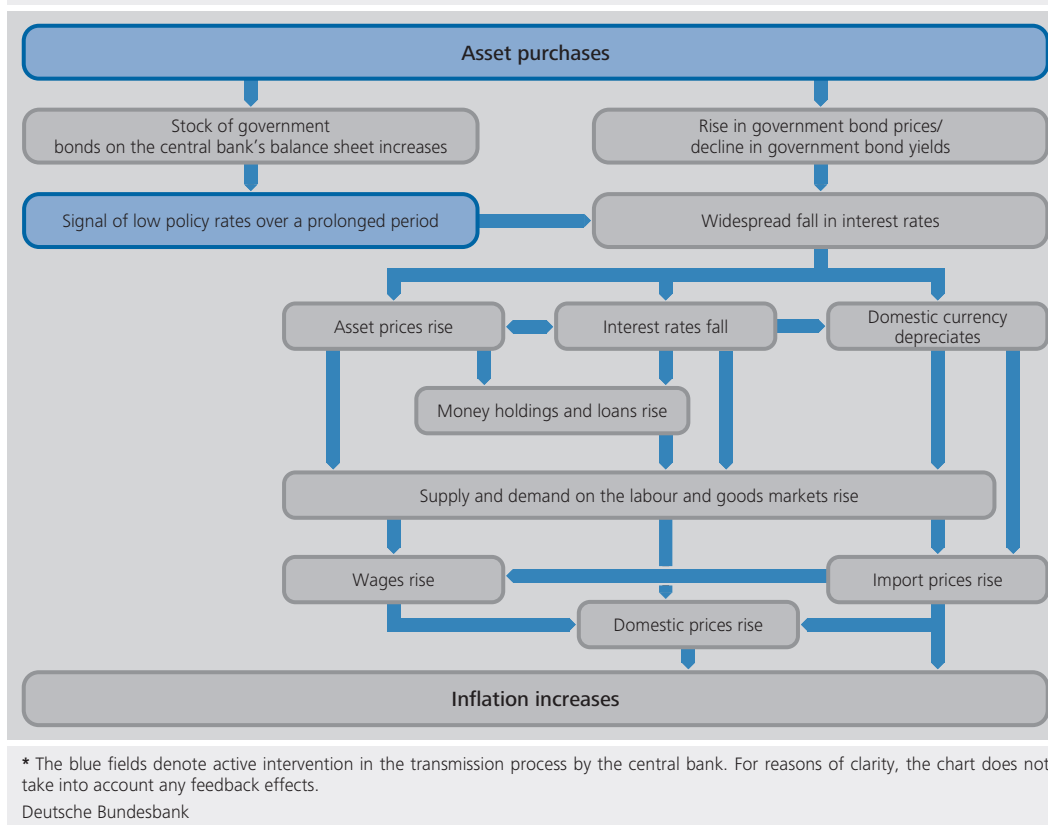 Asset purchases
Stock of government
bonds on the central bank's balance sheet increases
Rise in government bond prices/
decline in government bond yields
Signal of low policy rates over a prolonged period
Widespread fall in interest rates
Asset prices rise
Interest rates fall
Domestic currency
depreciates
Money holdings and loans rise
Supply and demand on the labour and goods markets rise
Wages rise
Import prices rise
Domestic prices rise
Inflation increases
* The blue fields denote active intervention in the transmission process by the central bank. For reasons of clarity, the chart does not
take into account any feedback effects.
Deutsche Bundesbank